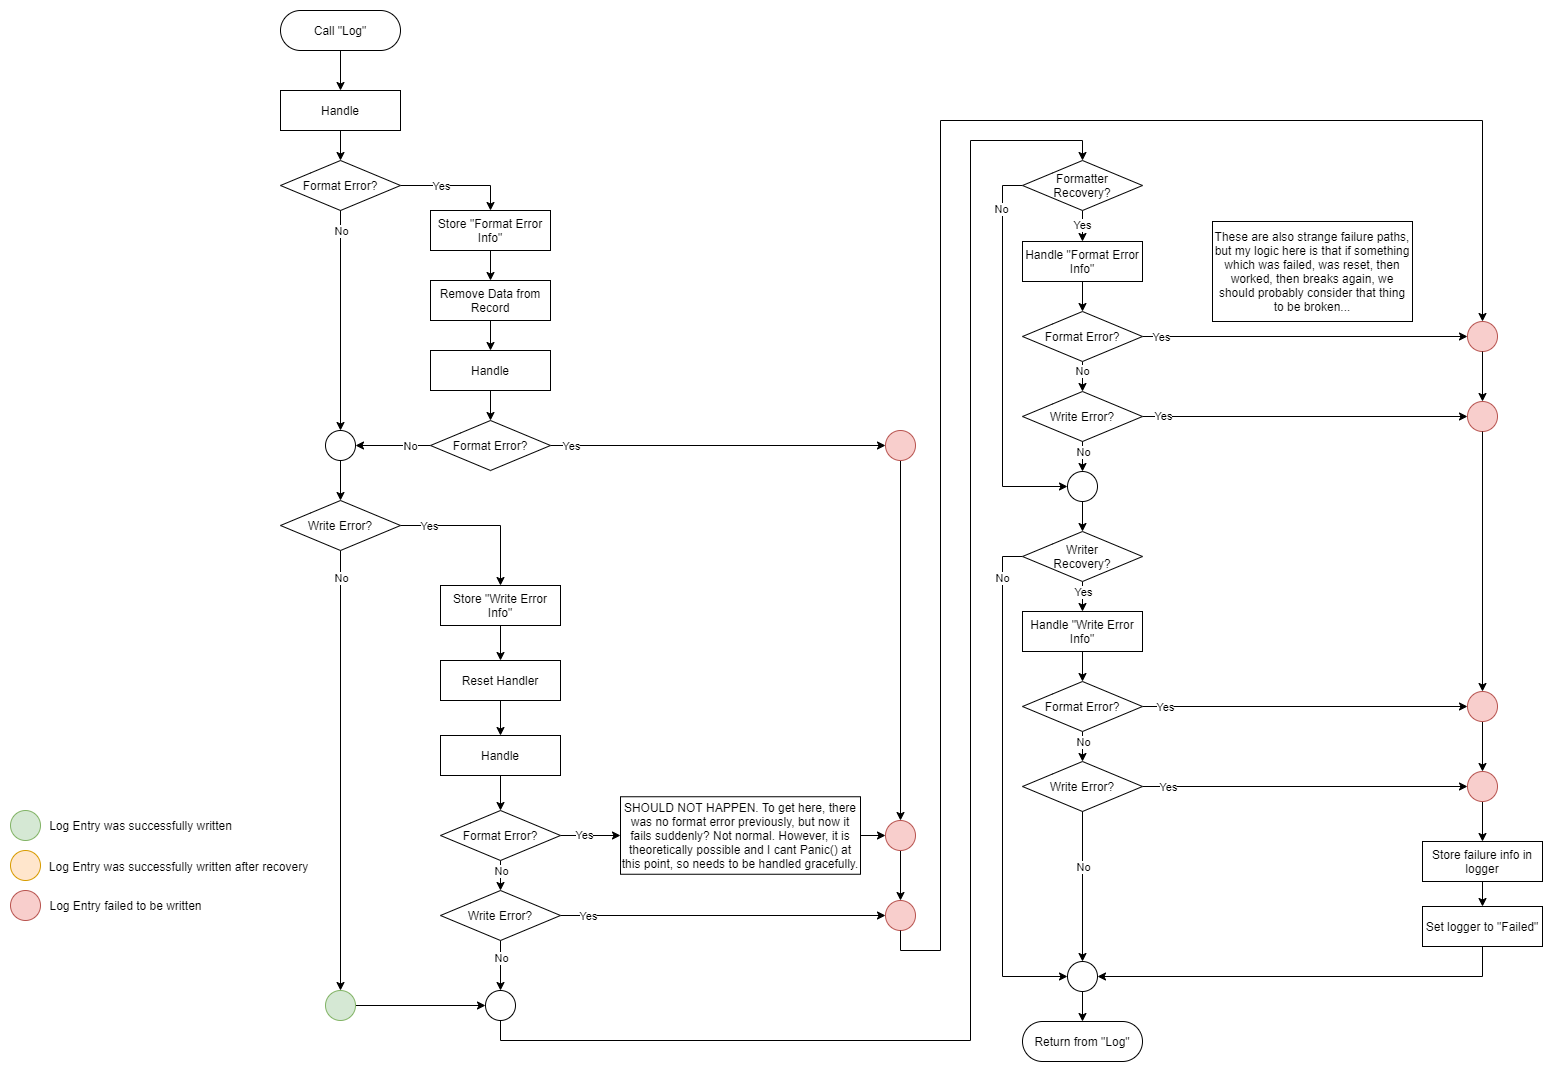 Call "Log"
Handle
Format Error?
Yes
No
Store "Format Error
Info"
Remove Data from
Record
Handle
Format Error?
No
Yes
Write Error?
Yes
No
Store "Write Error
Info"
Reset Handler
Handle
Format Error?
Yes
SHOULD NOT HAPPEN. To get here, there
was no format error previously, but now it
fails suddenly? Not normal. However, it is
theoretically possible and I cant Panic() at
this point, so needs to be handled gracefully.
No
Write Error?
Yes
No
Log Entry was successfully written
Log Entry was successfully written after recovery
Log Entry failed to be written
Formatter
Recovery?
No
Yes
Handle "Format Error
Info"
These are also strange failure paths,
but my logic here is that if something
which was failed, was reset, then
worked, then breaks again, we
should probably consider that thing
to be broken...
Format Error?
Yes
No
Write Error?
Yes
No
Writer
Recovery?
No
Yes
Handle "Write Error
Info"
Format Error?
Yes
No
Write Error?
Yes
No
Store failure info in
logger
Set logger to "Failed"
Return from "Log"